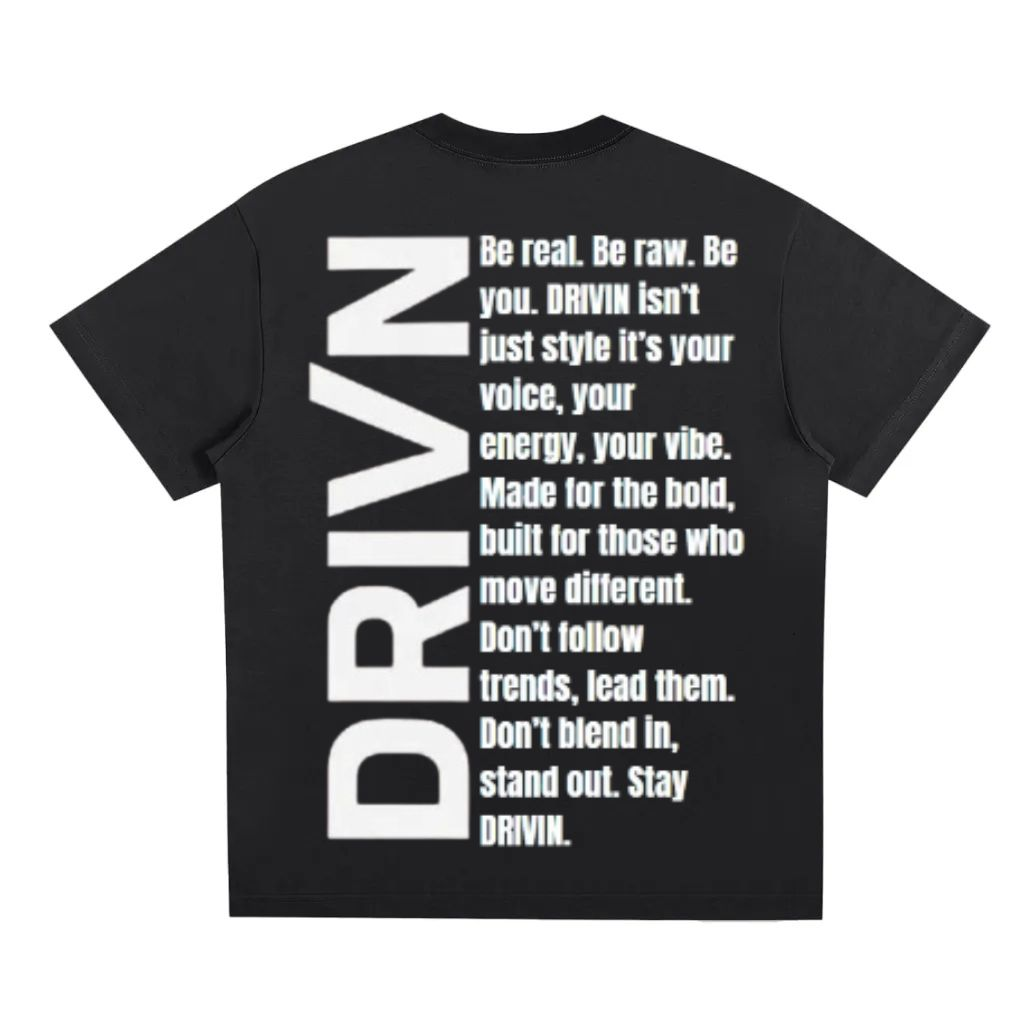 DRIVN
Be real. Be raw. Be
you. DRIVIN isn't
just style it's your
voice, your
energy, your vibe.
Made for the bold,
built for those who
move different.
Don't follow
trends, lead them.
Don't blend in,
stand out. Stay
DRIVIN.